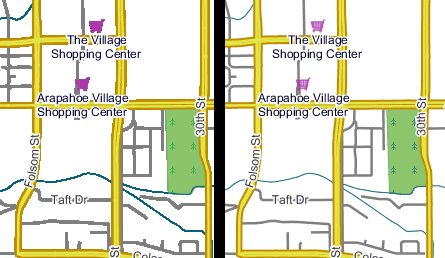 The Village
Shopping Center
Arapahoe Village
Shopping Center
30th St
Folsom St
Taft Dr
St
The Village
Shopping Center
Arapahoe Village
Shopping Center
30th St
Folsom St
Taft Dr
St